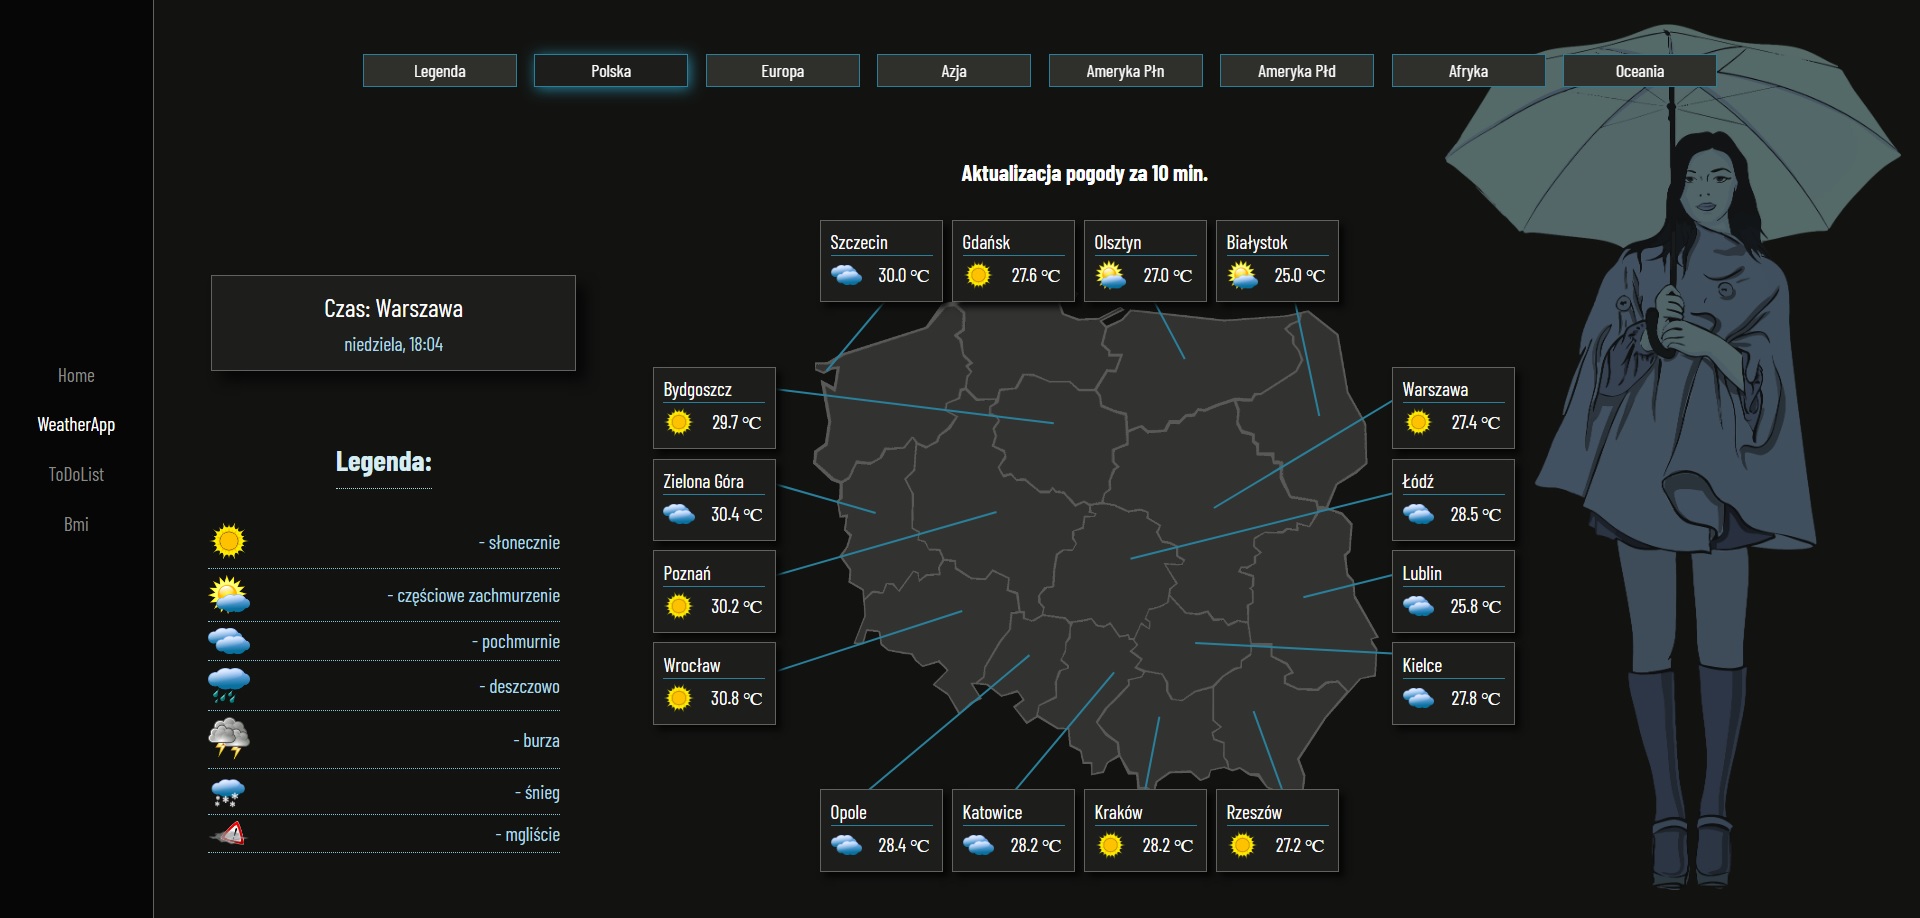 Legenda
Polska
Europa
Azja
Ameryka Płn
Ameryka Płd
Afryka
Oceania
Home
WeatherApp
ToDoList
Bmi
Czas: Warszawa
niedziela, 18:04
Legenda:
- słonecznie
- częściowe zachmurzenie
- pochmurnie
- deszczowo
- burza
- śnieg
- mgliście
Aktualizacja pogody za 10 min.
Szczecin
30.0 °C
Gdańsk
27.6 °C
Olsztyn
27.0 °C
Białystok
25.0 °C
Bydgoszcz
29.7 °C
Zielona Góra
30.4 °C
Poznań
30.2 °C
Wrocław
30.8 °C
Warszawa
27.4 °C
Łódź
28.5 °C
Lublin
25.8 °C
Kielce
27.8 °C
Opole
28.4 °C
Katowice
28.2 °C
Kraków
28.2 °C
Rzeszów
27.2 °C